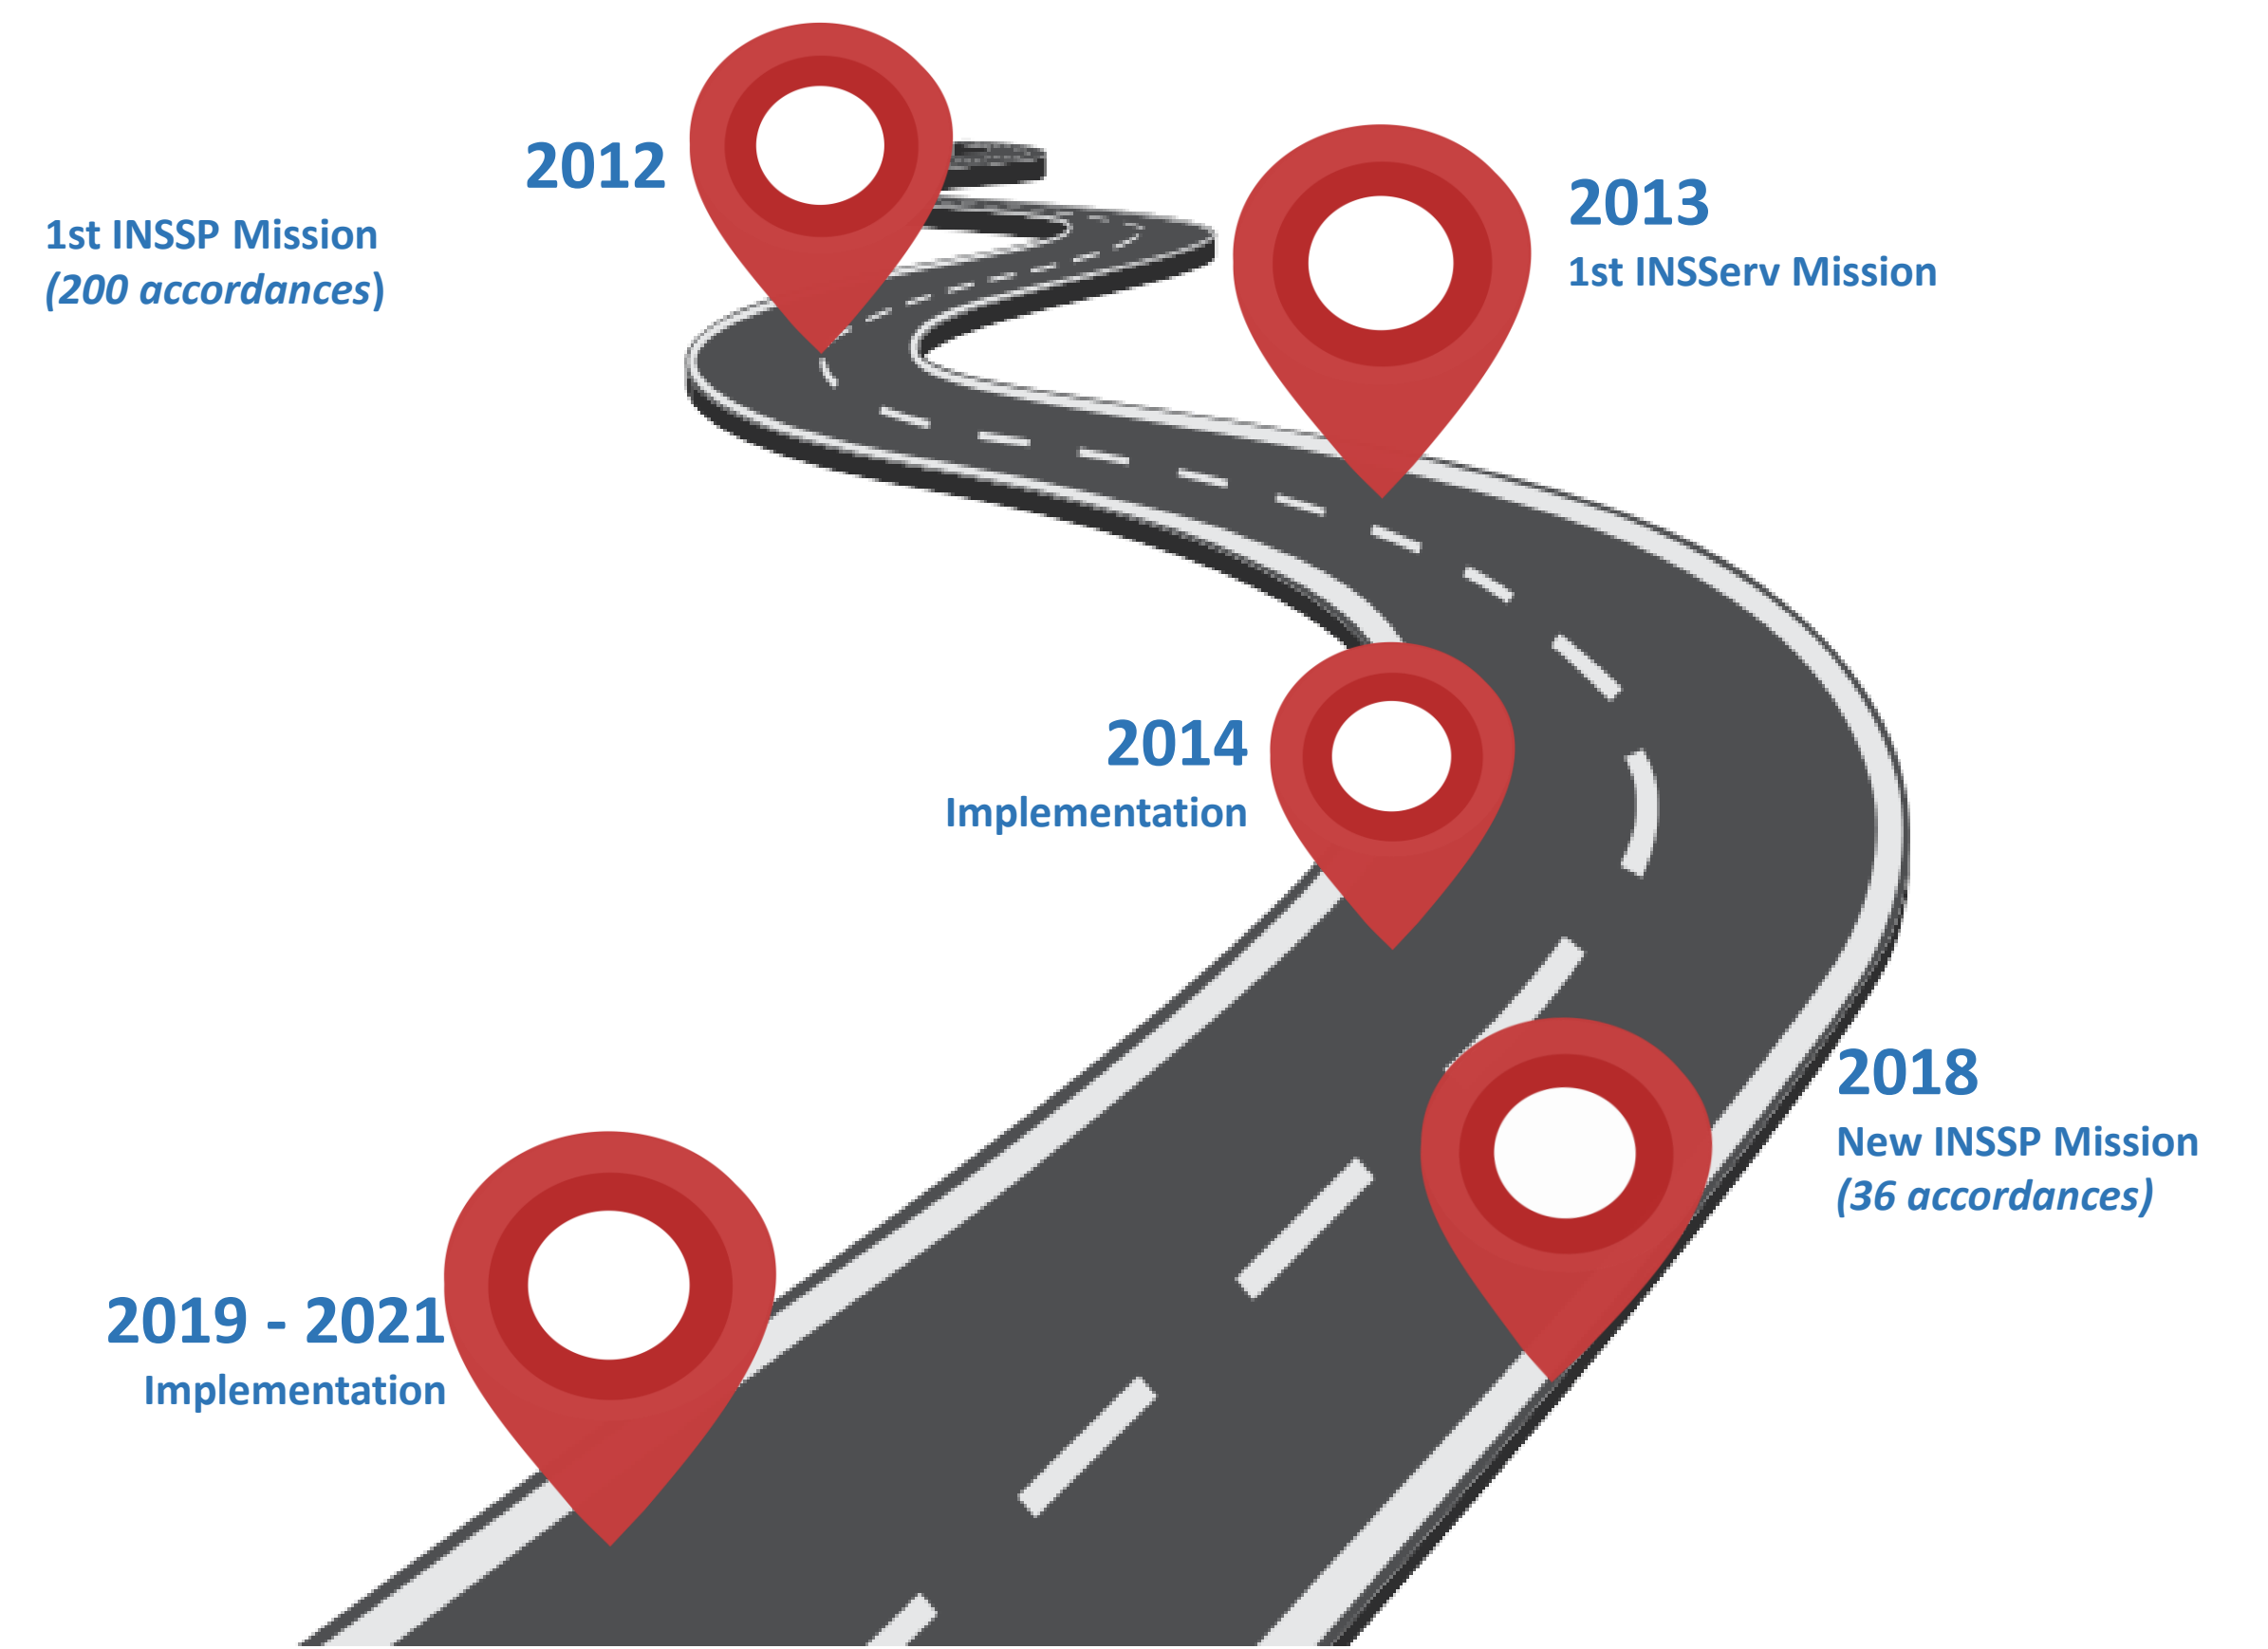 2012
1st INSSP Mission
(200 accordances)
2013
1st INSServ Mission
2014
Implementation
2018
New INSSP Mission
(36 accordances)
2019 - 2021
Implementation